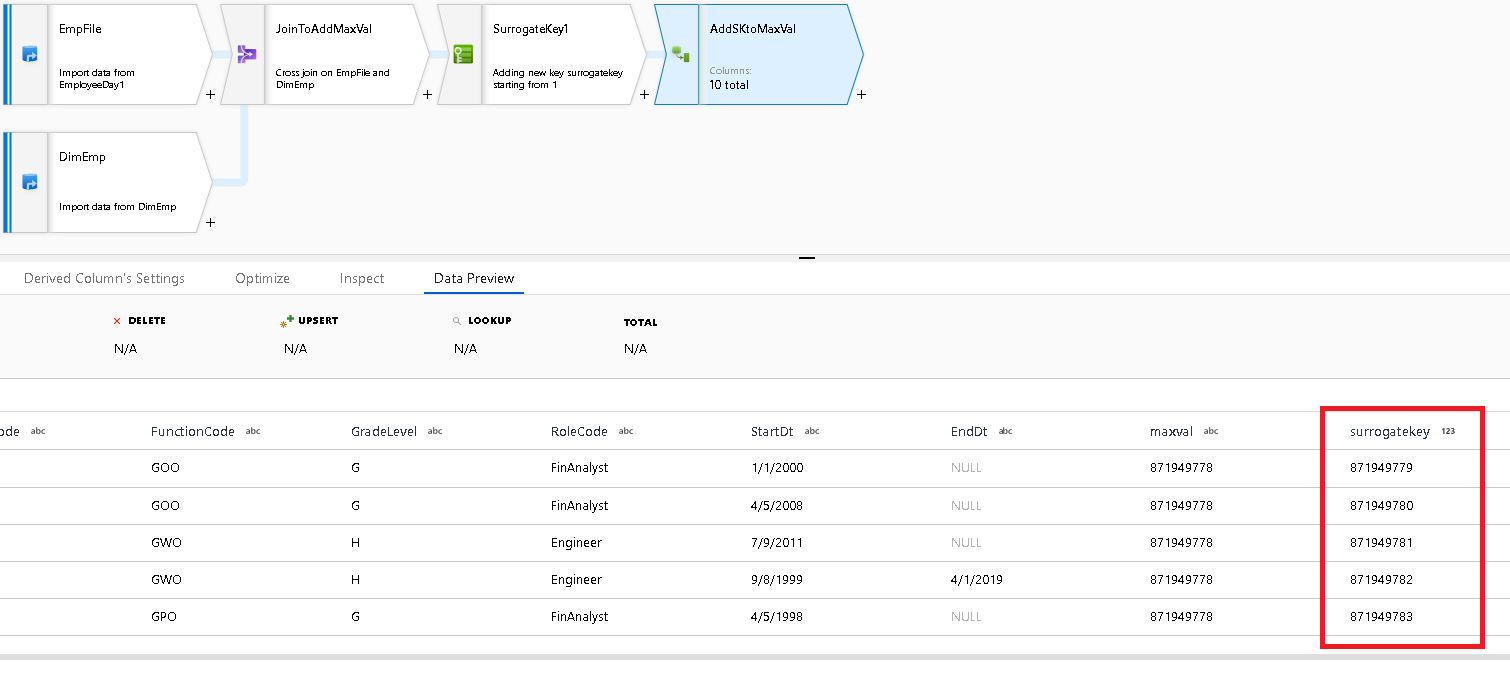 EmpFile
Import data from
EmployeeDay1
+
JoinToAddMaxVal
Cross join on EmpFile and
DimEmp
+
SurrogateKey1
Adding new key surrogatekey
starting from 1
+
AddSKtoMaxVal
Columns:
10 total
+
DimEmp
Import data from DimEmp
+
Derived Column's Settings Optimize Inspect Data Preview
DELETE UPSERT LOOKUP TOTAL
N/A N/A N/A N/A
ode abc FunctionCode abc GradeLevel abc RoleCode abc StartDt abc EndDt abc maxval abc surrogatekey 123
GOO G FinAnalyst 1/1/2000 NULL 871949778 871949779
GOO G FinAnalyst 4/5/2008 NULL 871949778 871949780
GWO H Engineer 7/9/2011 NULL 871949778 871949781
GWO H Engineer 9/8/1999 4/1/2019 871949778 871949782
GPO G FinAnalyst 4/5/1998 NULL 871949778 871949783